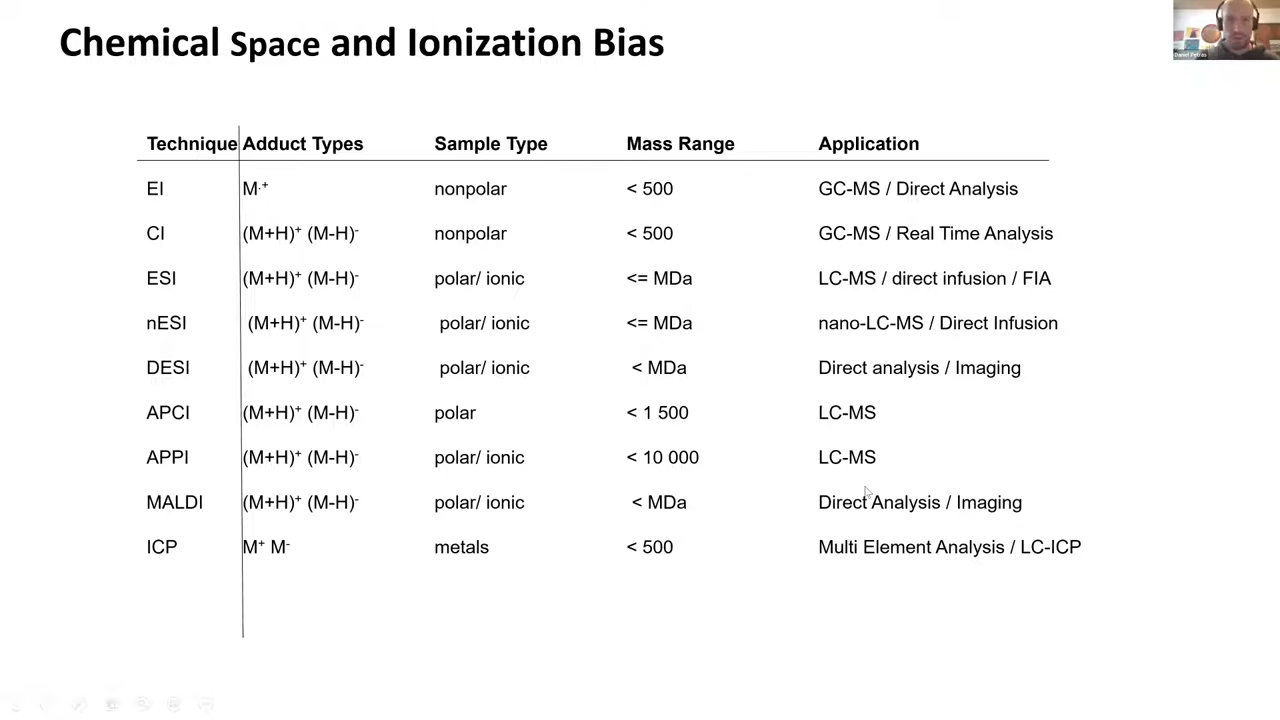 Chemical Space and Ionization Bias
Daniel Petras
Technique Adduct Types Sample Type Mass Range Application
EI M·+ nonpolar < 500 GC-MS / Direct Analysis
CI (M+H)+ (M-H)- nonpolar < 500 GC-MS / Real Time Analysis
ESI (M+H)+ (M-H)- polar/ ionic <= MDa LC-MS / direct infusion / FIA
nESI (M+H)+ (M-H)- polar/ ionic <= MDa nano-LC-MS / Direct Infusion
DESI (M+H)+ (M-H)- polar/ ionic < MDa Direct analysis / Imaging
APCI (M+H)+ (M-H)- polar < 1 500 LC-MS
APPI (M+H)+ (M-H)- polar/ ionic < 10 000 LC-MS
MALDI (M+H)+ (M-H)- polar/ ionic < MDa Direct Analysis / Imaging
ICP M+ M- metals < 500 Multi Element Analysis / LC-ICP